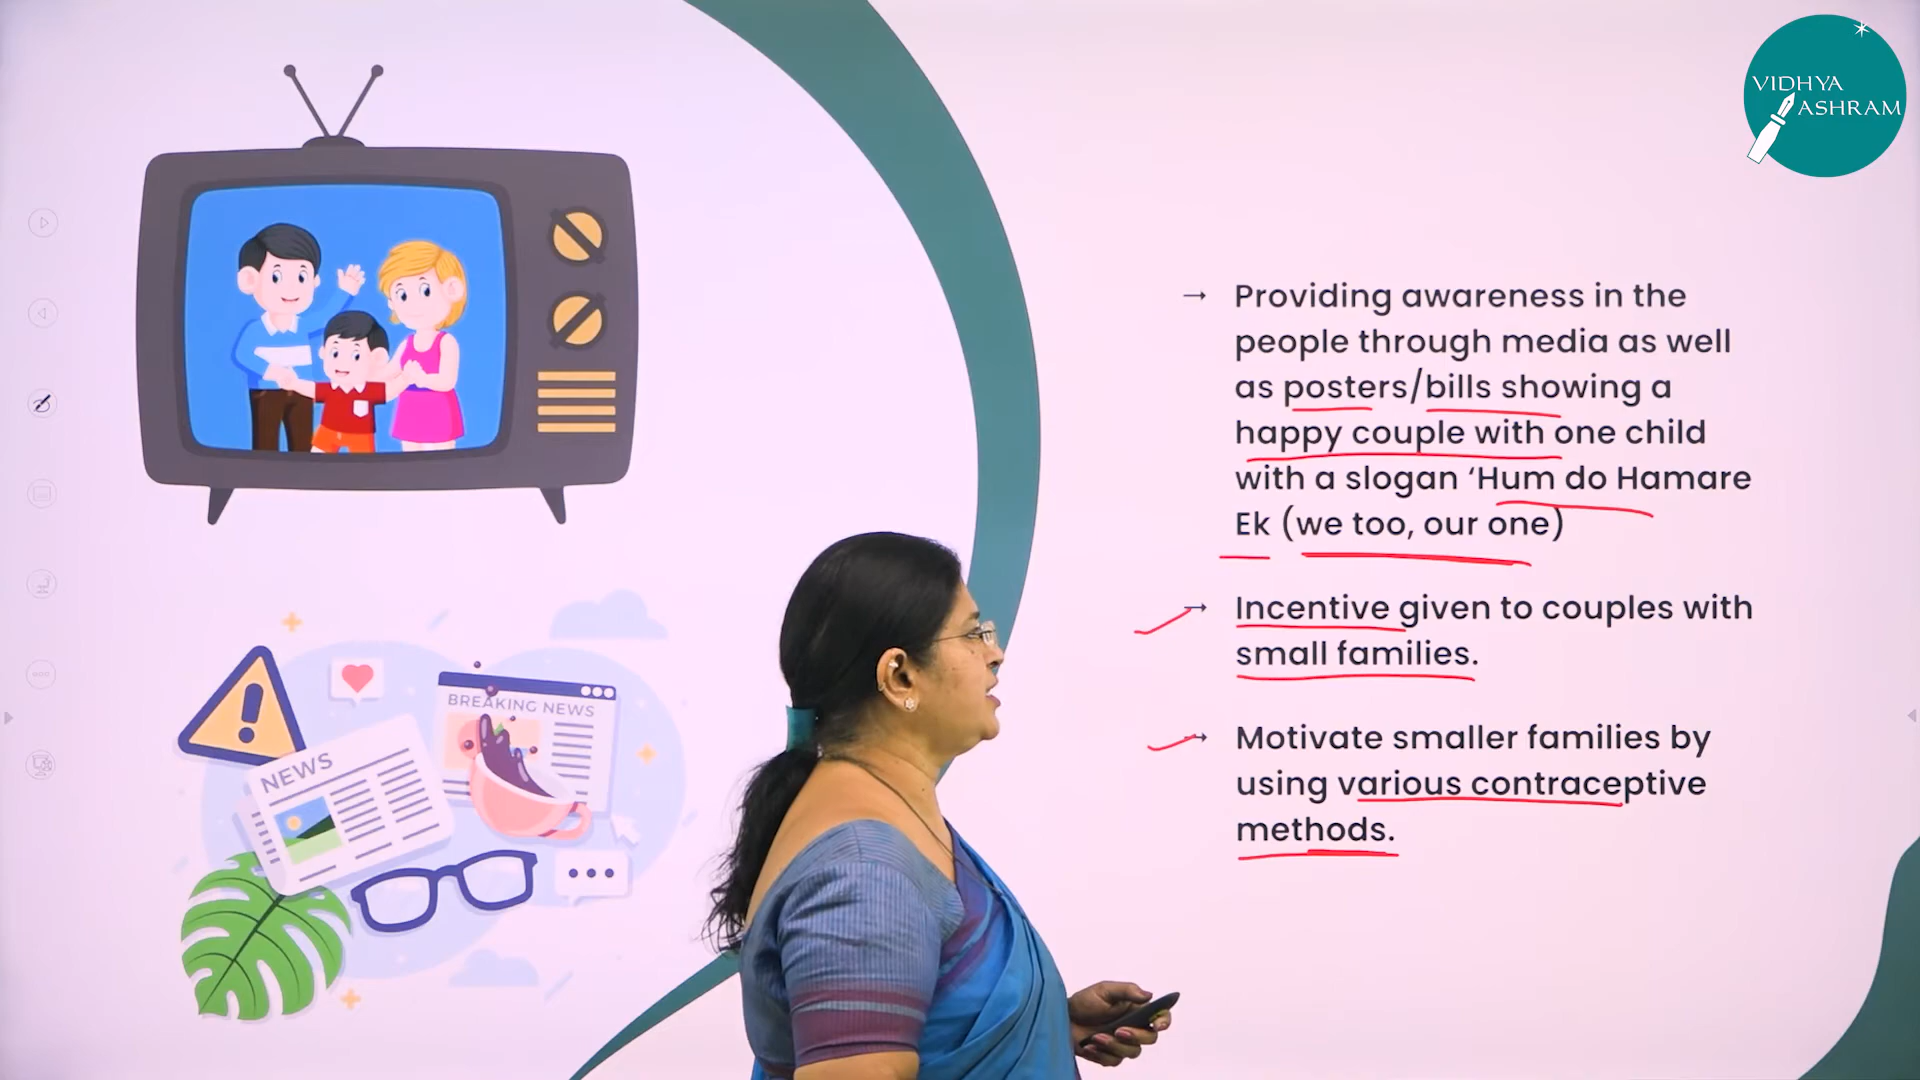 VIDHYA
ASHRAM
→ Providing awareness in the
people through media as well
as posters/bills showing a
happy couple with one child
with a slogan ‘Hum do Hamare
Ek (we too, our one)
→ Incentive given to couples with
small families.
→ Motivate smaller families by
using various contraceptive
methods.
BREAKING NEWS
NEWS